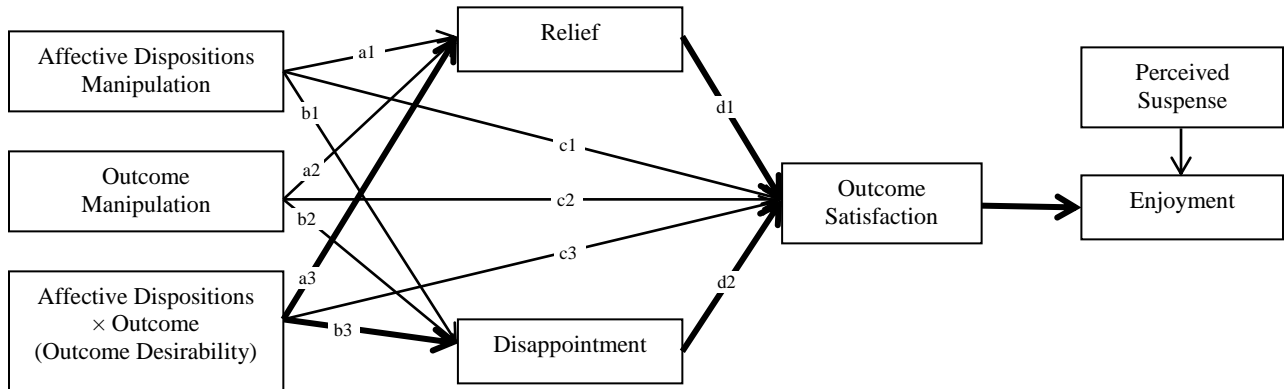 Affective Dispositions
Manipulation
Outcome
Manipulation
Affective Dispositions
× Outcome
(Outcome Desirability)
a1
b1
a2
b2
a3
b3
c1
c2
c3
Relief
Disappointment
d1
d2
Outcome
Satisfaction
Perceived
Suspense
Enjoyment